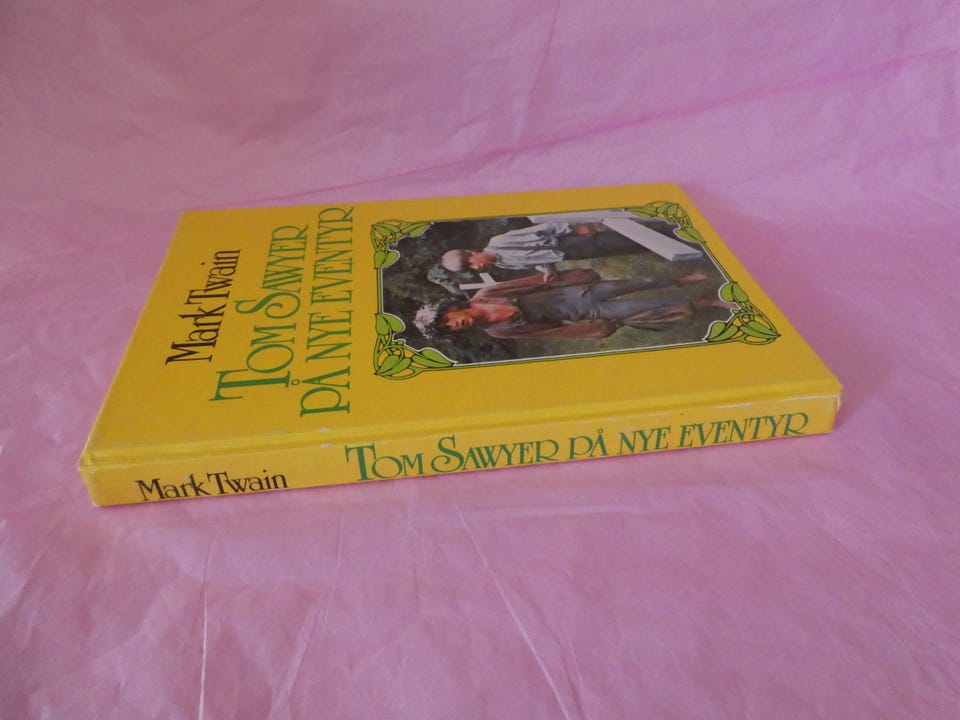 Mark Twain
TOM SAWYER
PÅ NYE EVENTYR
Mark Twain TOM SAWYER PÅ NYE EVENTYR